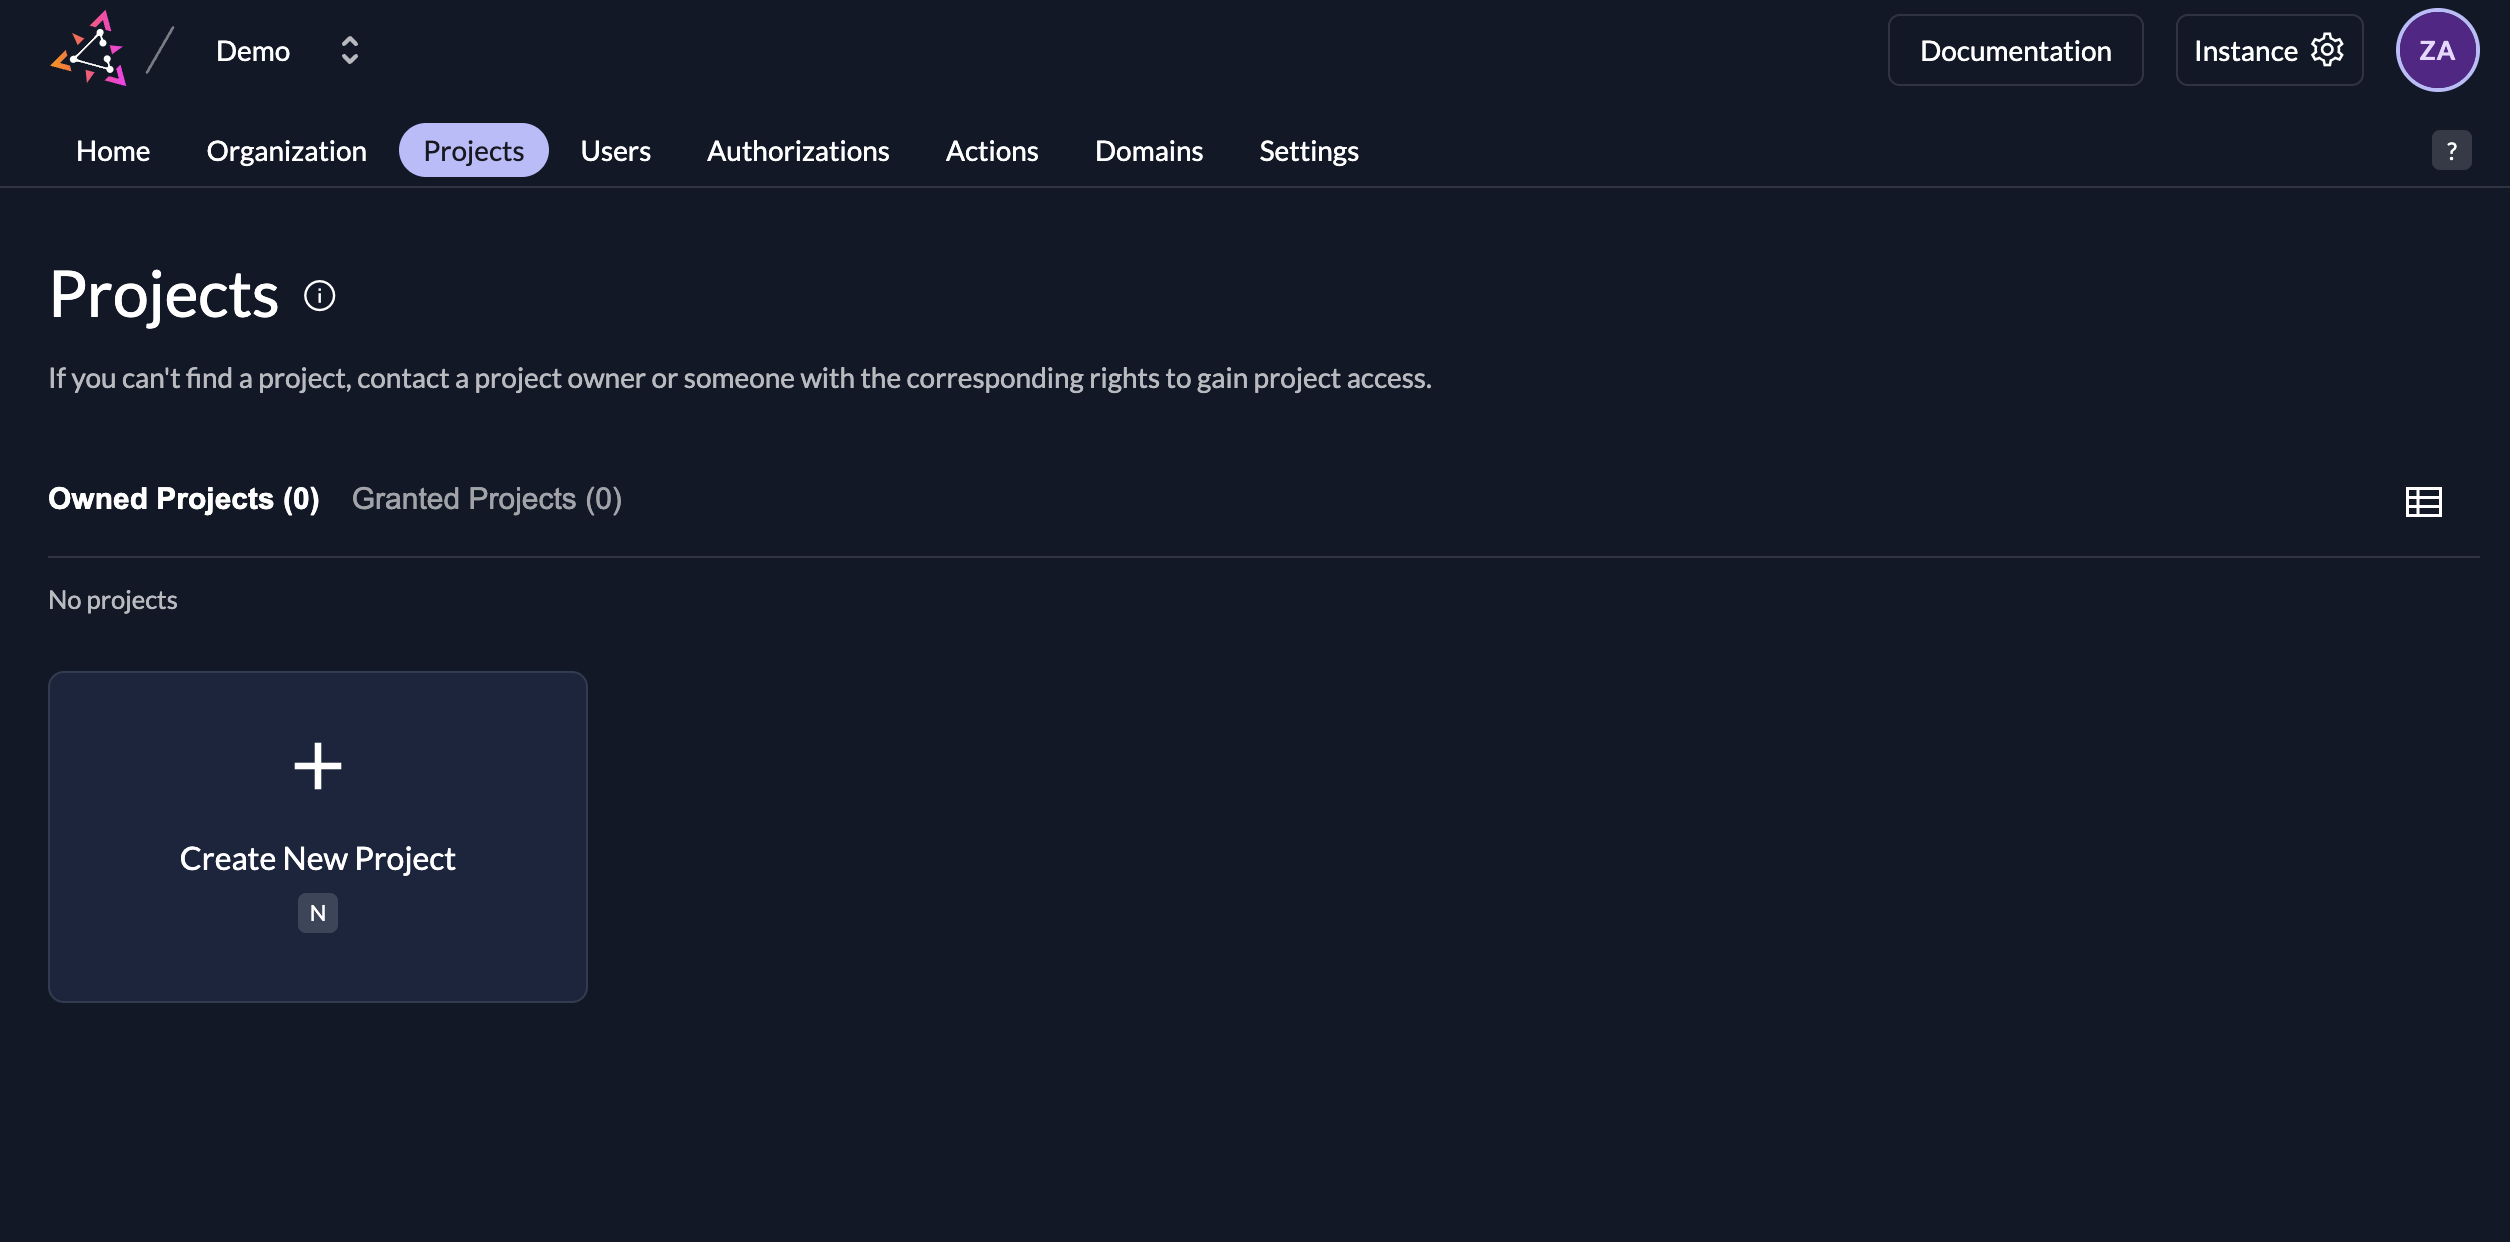 Demo
Documentation
Instance
ZA
Home
Organization
Projects
Users
Authorizations
Actions
Domains
Settings
?
Projects
If you can't find a project, contact a project owner or someone with the corresponding rights to gain project access.
Owned Projects (0)
Granted Projects (0)
No projects
Create New Project
N